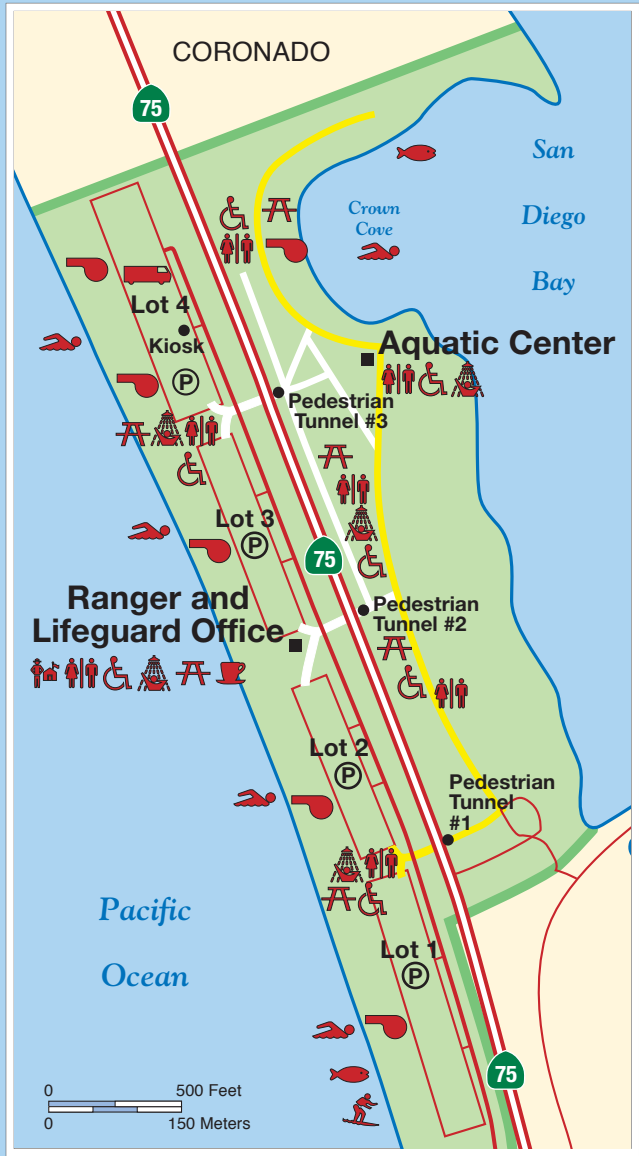 CORONADO
75
San
Diego
Bay
Crown
Cove
Lot 4
Kiosk
P
Aquatic Center
Pedestrian
Tunnel #3
Lot 3
P
75
Ranger and
Lifeguard Office
Pedestrian
Tunnel #2
Lot 2
P
Pedestrian
Tunnel
#1
Pacific
Ocean
Lot 1
P
75
0 500 Feet
0 150 Meters